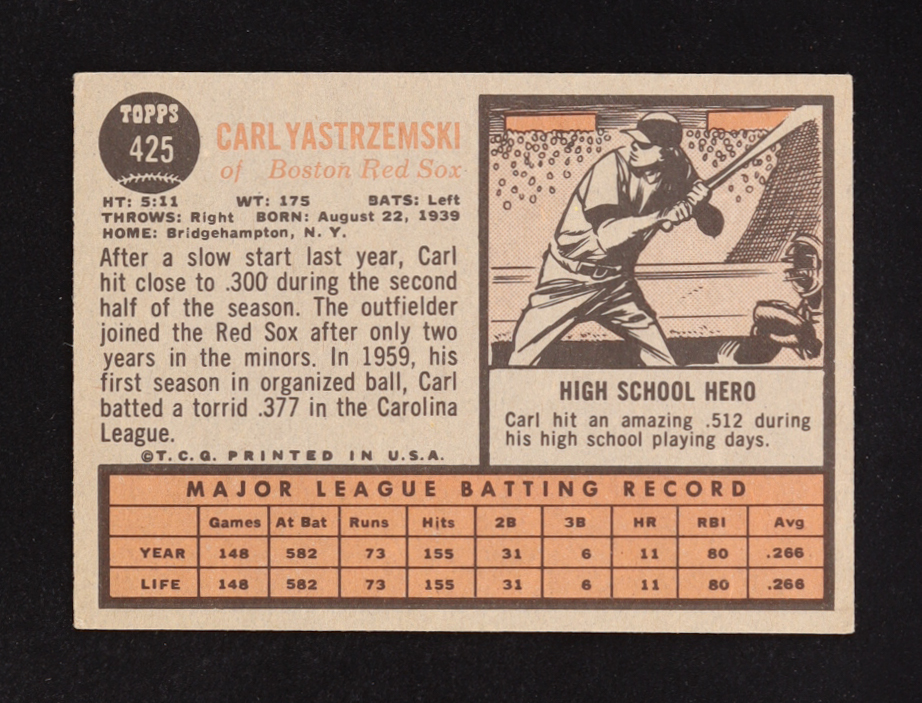 TOPPS
425
CARL YASTRZEMSKI
of Boston Red Sox
HT: 5:11 WT: 175 BATS: Left
THROWS: Right BORN: August 22, 1939
HOME: Bridgehampton, N. Y.
After a slow start last year, Carl
hit close to .300 during the second
half of the season. The outfielder
joined the Red Sox after only two
years in the minors. In 1959, his
first season in organized ball, Carl
batted a torrid .377 in the Carolina
League.
©T. C. G. PRINTED IN U.S.A.
HIGH SCHOOL HERO
Carl hit an amazing .512 during
his high school playing days.
MAJOR LEAGUE BATTING RECORD
Games At Bat Runs Hits 2B 3B HR RBI Avg
YEAR 148 582 73 155 31 6 11 80 .266
LIFE 148 582 73 155 31 6 11 80 .266